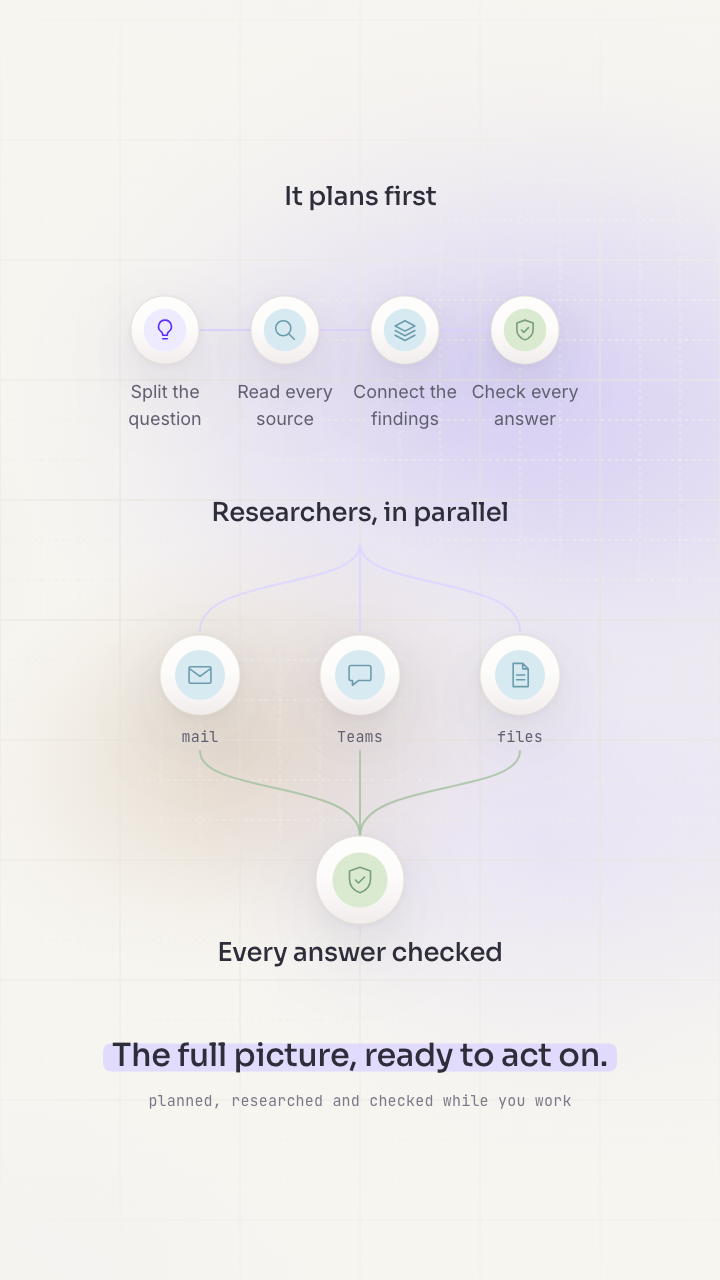 It plans first
Split the
question
Read every
source
Connect the
findings
Check every
answer
Researchers, in parallel
mail
Teams
files
Every answer checked
The full picture, ready to act on.
planned, researched and checked while you work